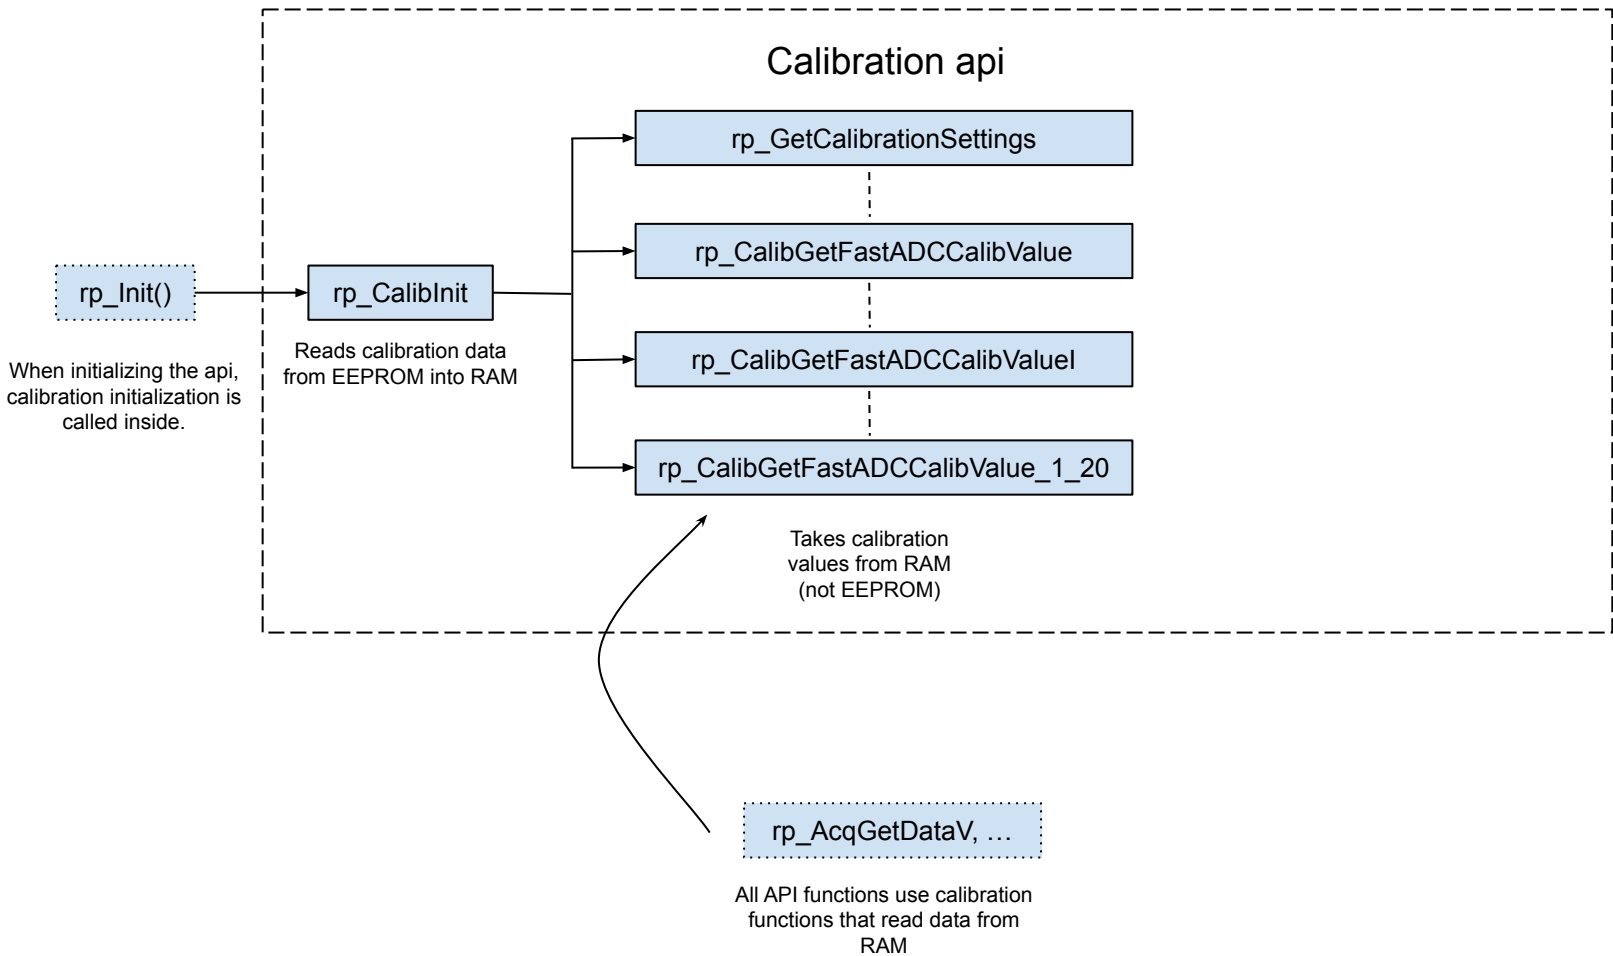 Calibration api
rp_GetCalibrationSettings
rp_CalibGetFastADCCalibValue
rp_Init()
rp_CalibInit
When initializing the api,
calibration initialization is
called inside.
Reads calibration data
from EEPROM into RAM
rp_CalibGetFastADCCalibValueI
rp_CalibGetFastADCCalibValue_1_20
Takes calibration
values from RAM
(not EEPROM)
rp_AcqGetDataV, …
All API functions use calibration
functions that read data from
RAM